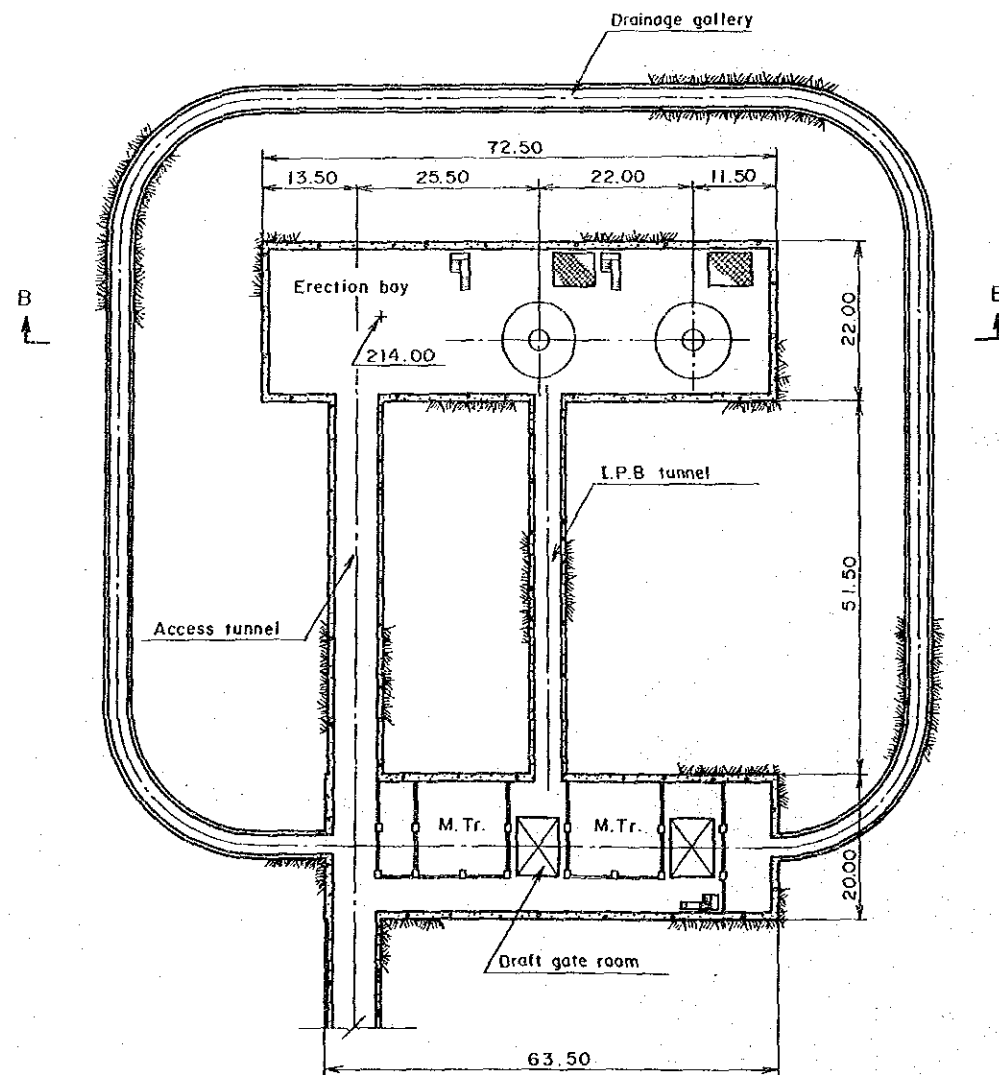 Drainage gallery
72.50
13.50 25.50 22.00 11.50
B
Erection bay
214.00
22.00
I.P.B tunnel
51.50
Access tunnel
M.Tr. M.Tr.
20.00
Draft gate room
63.50